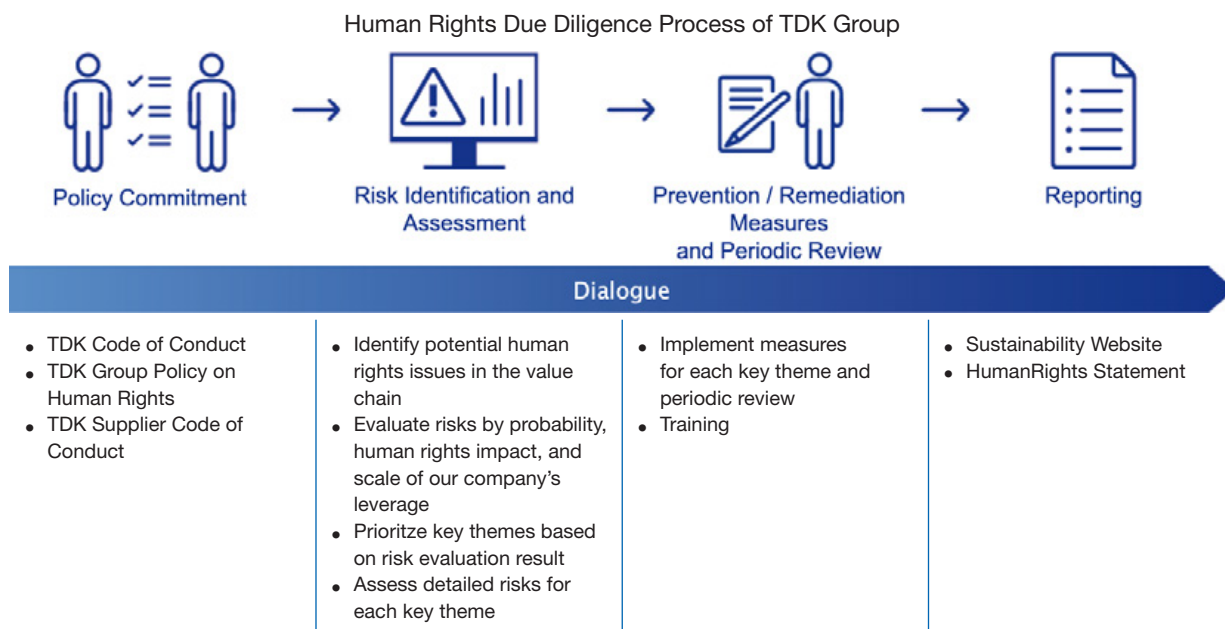 Human Rights Due Diligence Process of TDK Group
Policy Commitment
Risk Identification and
Assessment
Prevention / Remediation
Measures
and Periodic Review
Reporting
Dialogue
• TDK Code of Conduct
• TDK Group Policy on
Human Rights
• TDK Supplier Code of
Conduct
• Identify potential human
rights issues in the value
chain
• Evaluate risks by probability,
human rights impact, and
scale of our company’s
leverage
• Prioritze key themes based
on risk evaluation result
• Assess detailed risks for
each key theme
• Implement measures
for each key theme and
periodic review
• Training
• Sustainability Website
• HumanRights Statement